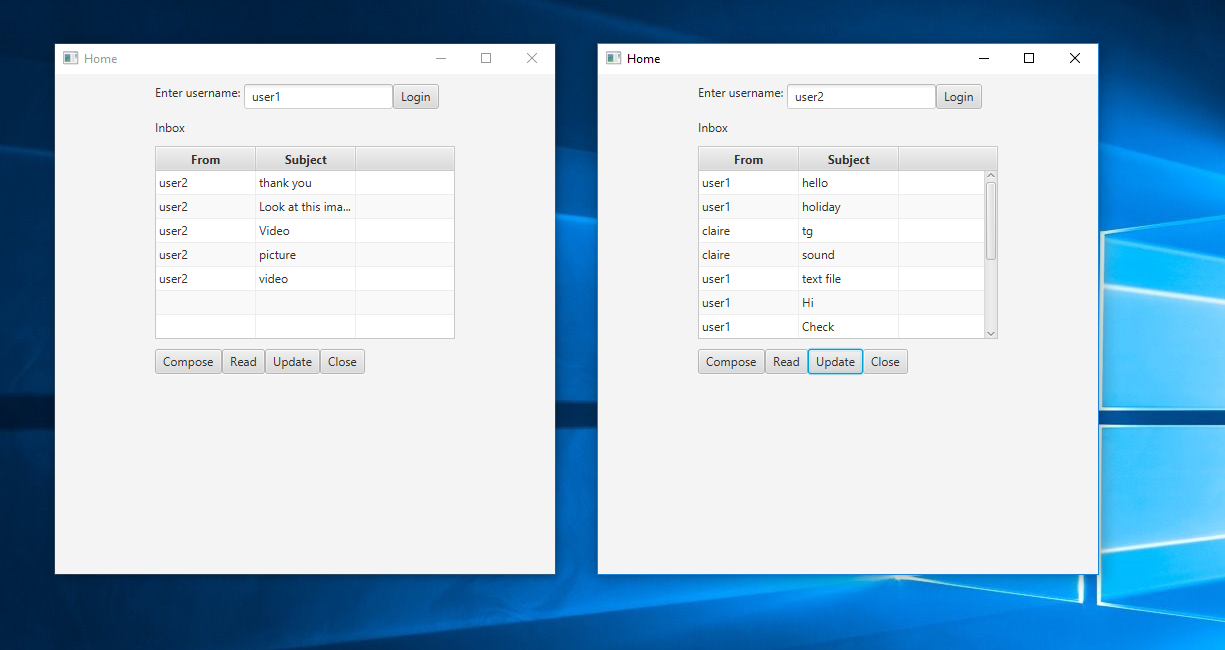 Home
Enter username: user1 Login
Inbox
From Subject
user2 thank you
user2 Look at this ima...
user2 Video
user2 picture
user2 video
Compose Read Update Close
Home
Enter username: user2 Login
Inbox
From Subject
user1 hello
user1 holiday
claire tg
claire sound
user1 text file
user1 Hi
user1 Check
Compose Read Update Close